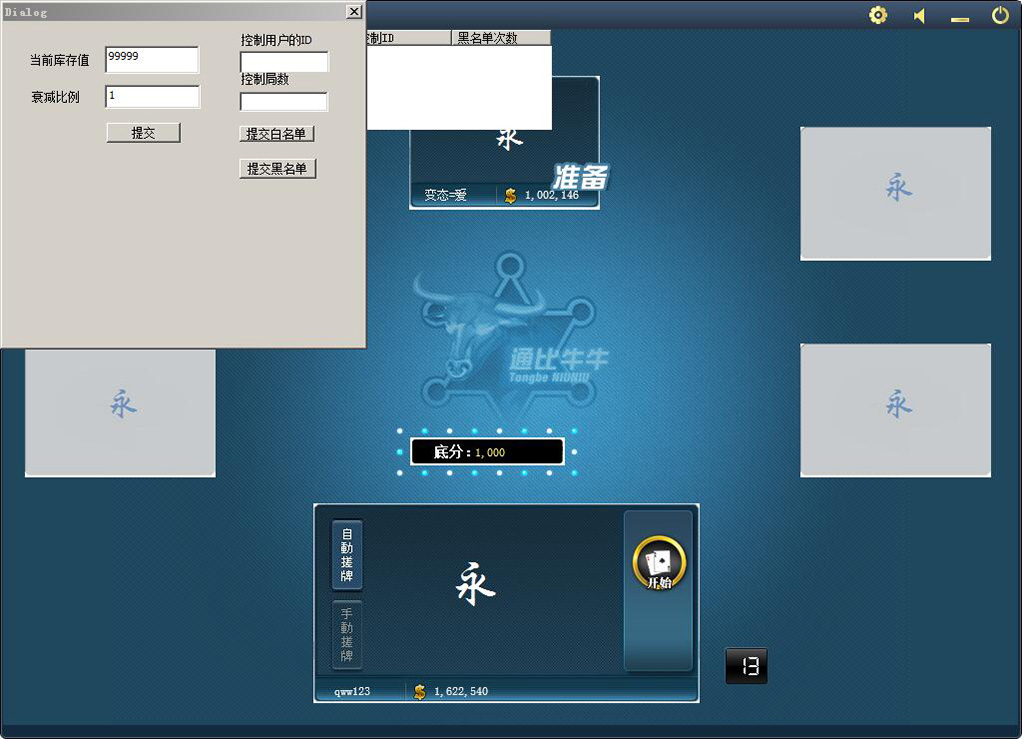 Dialog
当前库存值
99999
衰减比例
1
提交
控制用户的ID
控制局数
提交白名单
提交黑名单
制ID
黑名单次数
永
准备
变态=爱
1,002,146
永
永
永
通比牛牛
Tongbe NIUNIU
底分:1,000
自動搓牌
手動搓牌
永
开始
qww123
1,622,540
13